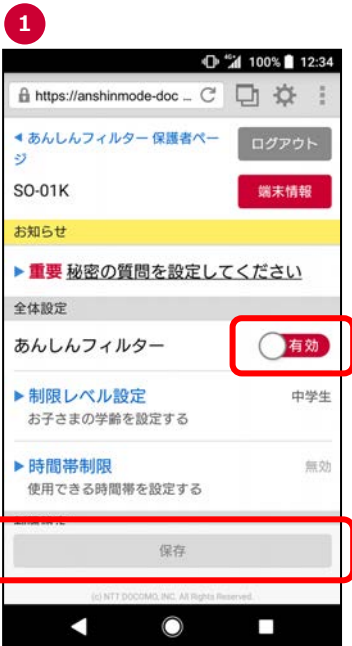 1
4G 100% 12:34
https://anshinmode-doc ...
◀ あんしんフィルター 保護者ペー
ジ
ログアウト
SO-01K
端末情報
お知らせ
▶ 重要 秘密の質問を設定してください
全体設定
あんしんフィルター
有効
▶ 制限レベル設定
中学生
お子さまの学齢を設定する
▶ 時間帯制限
無効
使用できる時間帯を設定する
保存
(c) NTT DOCOMO, INC. All Rights Reserved.